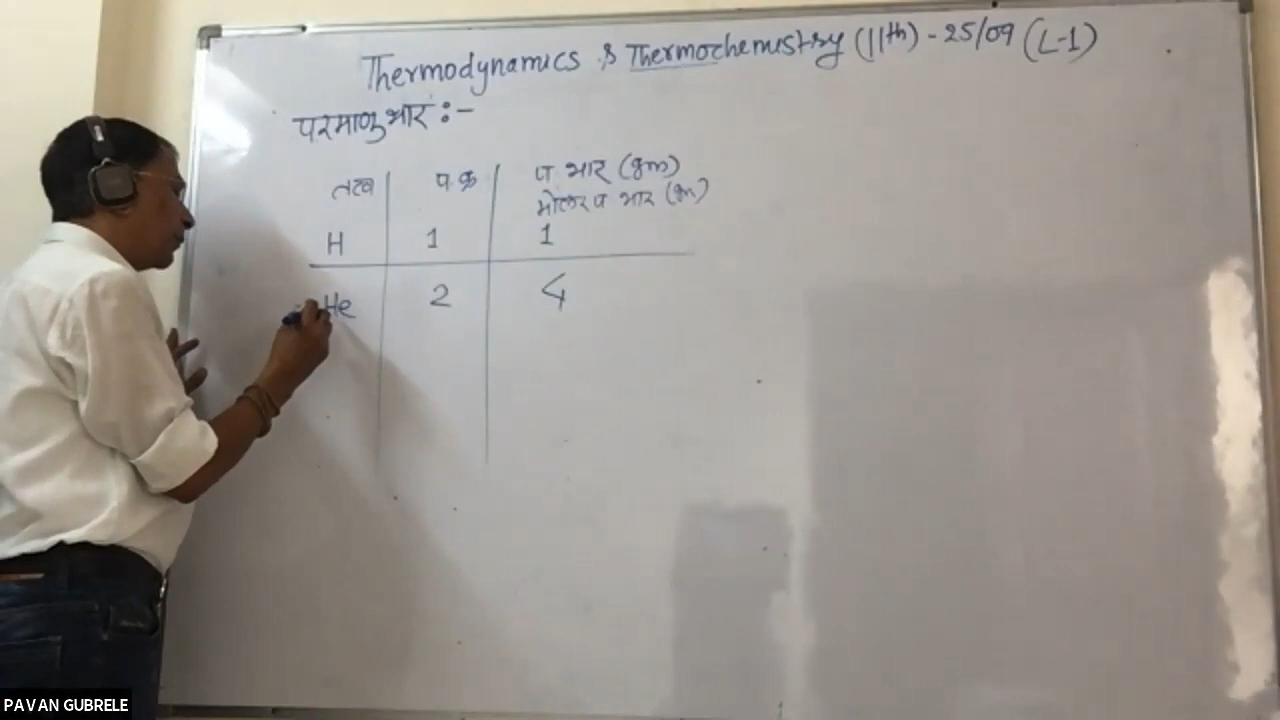 Thermodynamics & Thermochemistry (11th) - 25/09 (L-1)
परमाणु भार :-
तत्व प.क्र प भार (gm)
मोलर प भार (gm)
H 1 1
He 2 4
PAVAN GUBRELE